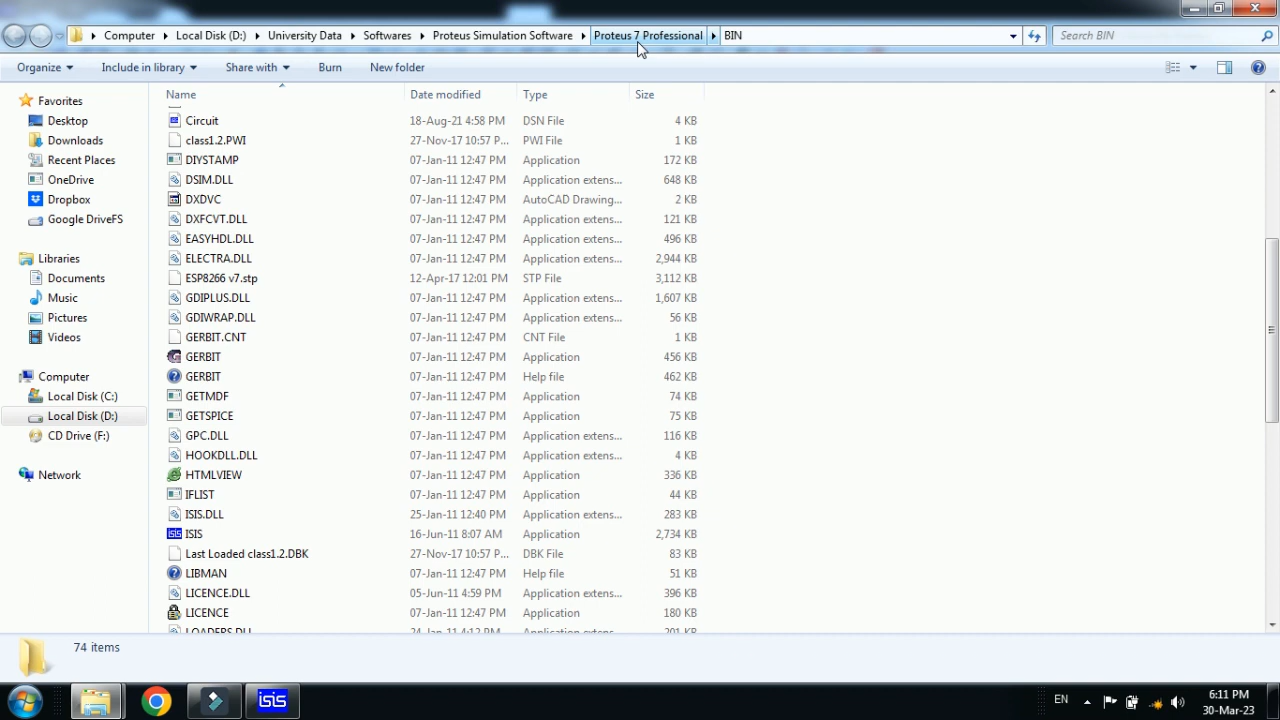 Computer Local Disk (D:) University Data Softwares Proteus Simulation Software Proteus 7 Professional BIN Search BIN
Organize Include in library Share with Burn New folder
Favorites
Desktop
Downloads
Recent Places
OneDrive
Dropbox
Google DriveFS
Libraries
Documents
Music
Pictures
Videos
Computer
Local Disk (C:)
Local Disk (D:)
CD Drive (F:)
Network
Name Date modified Type Size
Circuit 18-Aug-21 4:58 PM DSN File 4 KB
class1.2.PWI 27-Nov-17 10:57 P... PWI File 1 KB
DIYSTAMP 07-Jan-11 12:47 PM Application 172 KB
DSIM.DLL 07-Jan-11 12:47 PM Application extens... 648 KB
DXDVC 07-Jan-11 12:47 PM AutoCAD Drawing... 2 KB
DXFCVT.DLL 07-Jan-11 12:47 PM Application extens... 121 KB
EASYHDL.DLL 07-Jan-11 12:47 PM Application extens... 496 KB
ELECTRA.DLL 07-Jan-11 12:47 PM Application extens... 2,944 KB
ESP8266 v7.stp 12-Apr-17 12:01 PM STP File 3,112 KB
GDIPLUS.DLL 07-Jan-11 12:47 PM Application extens... 1,607 KB
GDIWRAP.DLL 07-Jan-11 12:47 PM Application extens... 56 KB
GERBIT.CNT 07-Jan-11 12:47 PM CNT File 1 KB
GERBIT 07-Jan-11 12:47 PM Application 456 KB
GERBIT 07-Jan-11 12:47 PM Help file 462 KB
GETMDF 07-Jan-11 12:47 PM Application 74 KB
GETSPICE 07-Jan-11 12:47 PM Application 75 KB
GPC.DLL 07-Jan-11 12:47 PM Application extens... 116 KB
HOOKDLL.DLL 07-Jan-11 12:47 PM Application extens... 4 KB
HTMLVIEW 07-Jan-11 12:47 PM Application 336 KB
IFLIST 07-Jan-11 12:47 PM Application 44 KB
ISIS.DLL 25-Jan-11 12:40 PM Application extens... 283 KB
ISIS 16-Jun-11 8:07 AM Application 2,734 KB
Last Loaded class1.2.DBK 27-Nov-17 10:57 P... DBK File 83 KB
LIBMAN 07-Jan-11 12:47 PM Help file 51 KB
LICENCE.DLL 05-Jun-11 4:59 PM Application extens... 396 KB
LICENCE 07-Jan-11 12:47 PM Application 180 KB
LOADERS.DLL 24-Jan-11 4:12 PM Application extens... 201 KB
74 items
isis
EN
6:11 PM
30-Mar-23